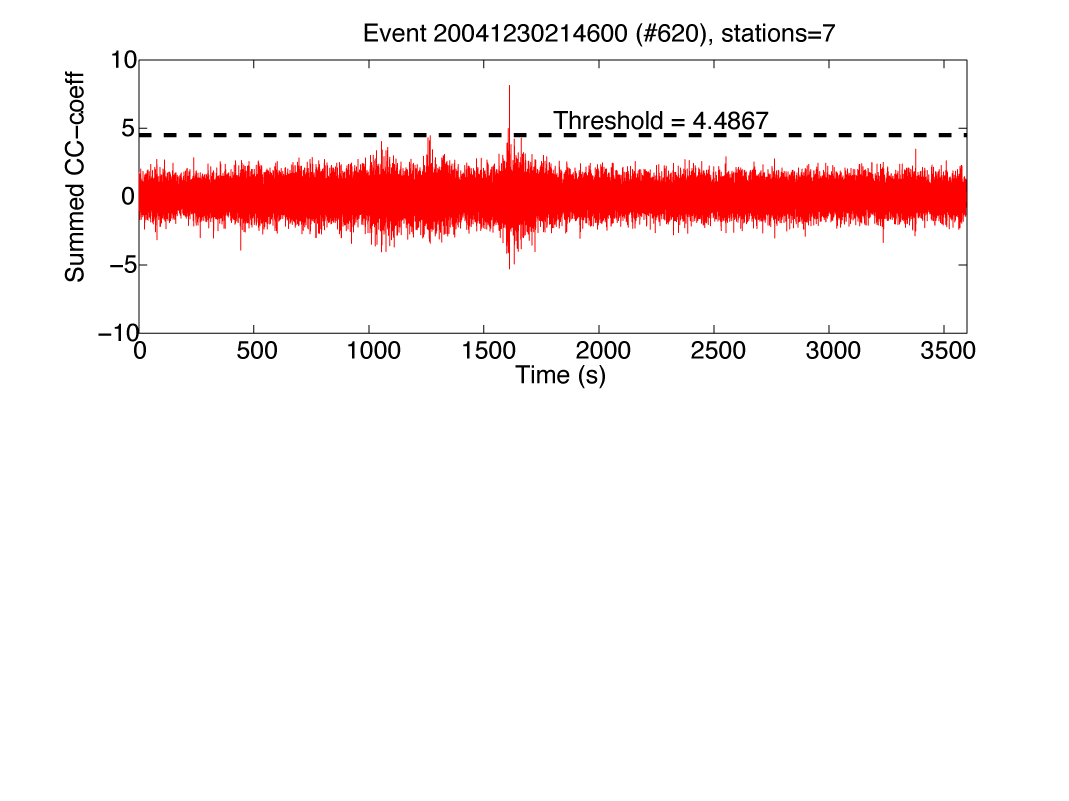 Event 20041230214600 (#620), stations=7
10
5
0
−5
−10
Summed CC−coeff
Threshold = 4.4867
0 500 1000 1500 2000 2500 3000 3500
Time (s)